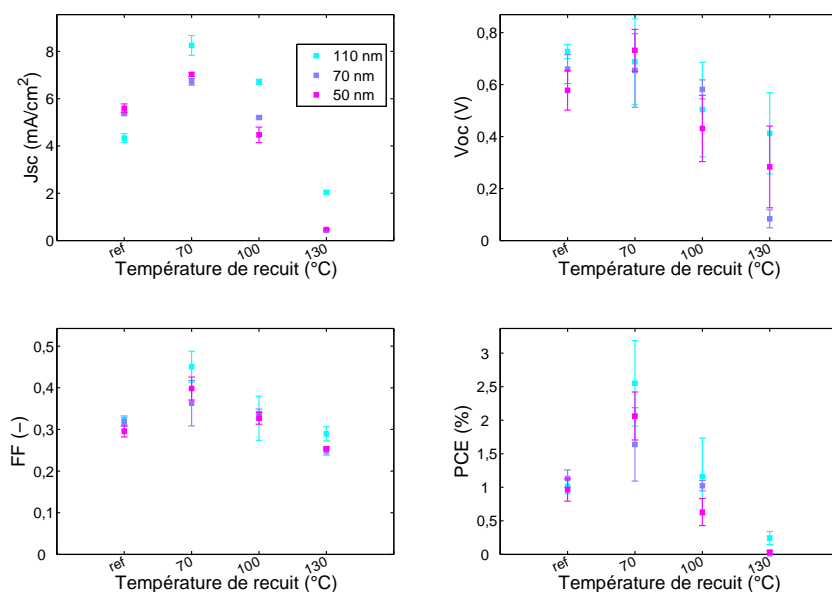 8
6
4
2
0
Jsc (mA/cm²)
110 nm
70 nm
50 nm
ref
70
100
130
Température de recuit (°C)
0,8
0,6
0,4
0,2
0
Voc (V)
ref
70
100
130
Température de recuit (°C)
0,5
0,4
0,3
0,2
0,1
0
FF (−)
ref
70
100
130
Température de recuit (°C)
3
2,5
2
1,5
1
0,5
0
PCE (%)
ref
70
100
130
Température de recuit (°C)